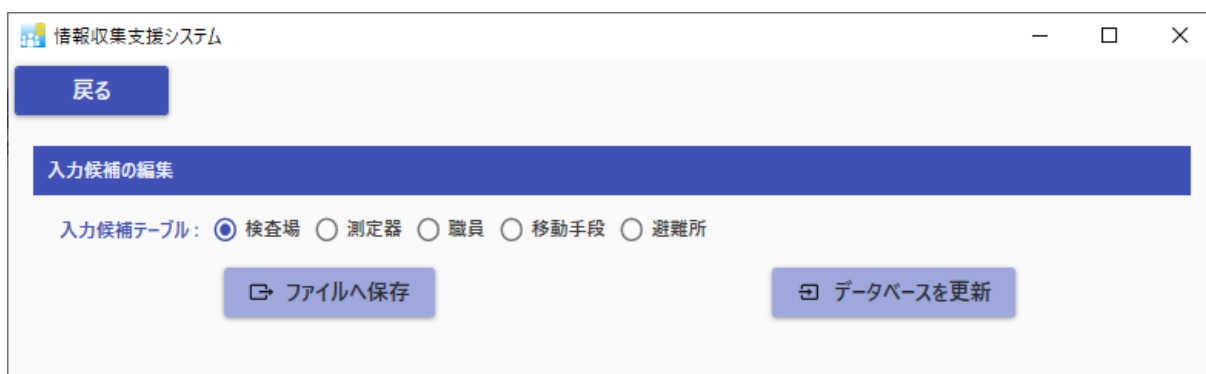 情報収集支援システム
戻る
入力候補の編集
入力候補テーブル : 検査場 測定器 職員 移動手段 避難所
ファイルへ保存 データベースを更新